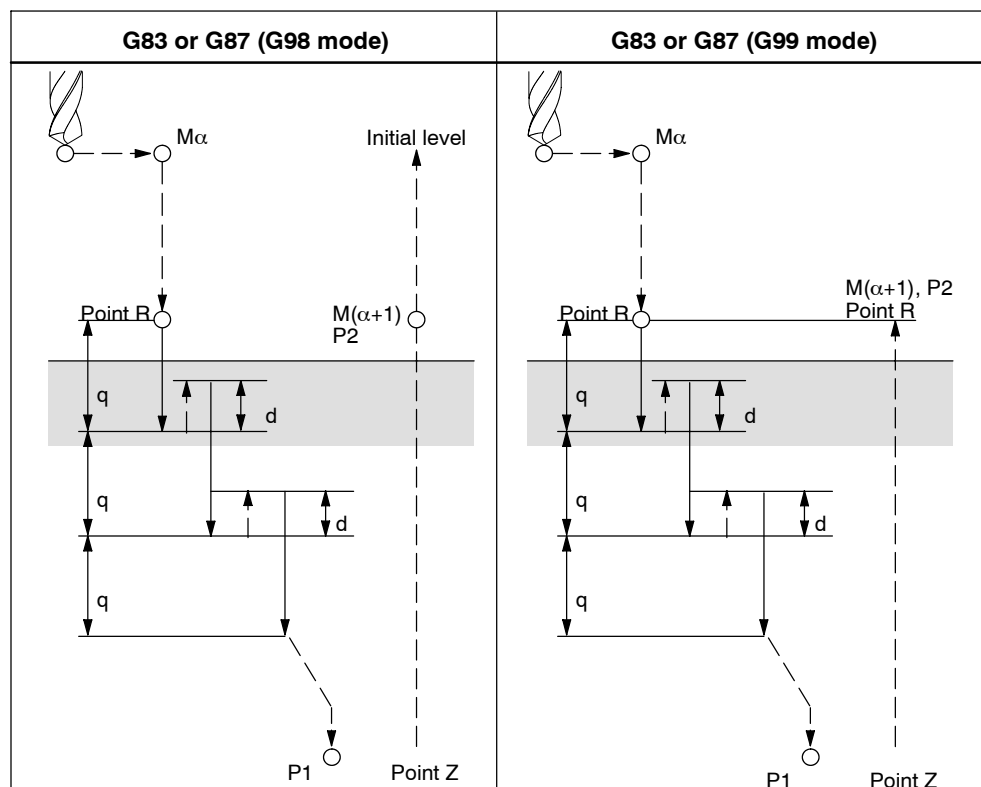 G83 or G87 (G98 mode)
G83 or G87 (G99 mode)
Mα
Initial level
Point R
M(α+1)
P2
q
d
q
d
q
P1
Point Z
Mα
M(α+1), P2
Point R
Point R
q
d
q
d
q
P1
Point Z